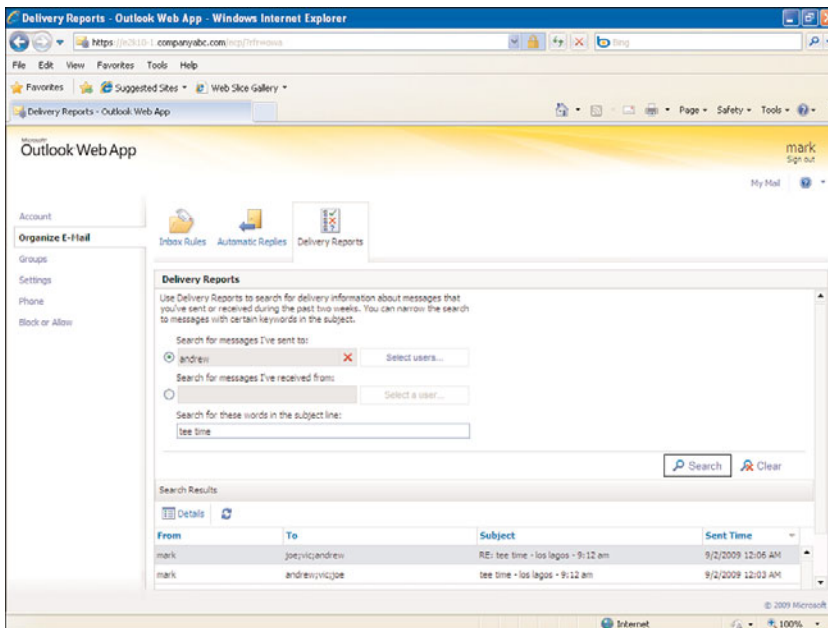 Delivery Reports - Outlook Web App - Windows Internet Explorer
https://e2k10-1.companyabc.com/ecp/?rfr=owa
Bing
File Edit View Favorites Tools Help
Favorites Suggested Sites Web Slice Gallery
Delivery Reports - Outlook Web App
Page Safety Tools
Microsoft
Outlook Web App
mark
Sign out
My Mail
Account
Organize E-Mail
Groups
Settings
Phone
Block or Allow
Inbox Rules Automatic Replies Delivery Reports
Delivery Reports
Use Delivery Reports to search for delivery information about messages that
you've sent or received during the past two weeks. You can narrow the search
to messages with certain keywords in the subject.
Search for messages I've sent to:
andrew Select users...
Search for messages I've received from:
Select a user...
Search for these words in the subject line:
tee time
Search Clear
Search Results
Details
From To Subject Sent Time
mark joe;vic;andrew RE: tee time - los lagos - 9:12 am 9/2/2009 12:06 AM
mark andrew;vic;joe tee time - los lagos - 9:12 am 9/2/2009 12:03 AM
© 2009 Microsoft
Internet 100%